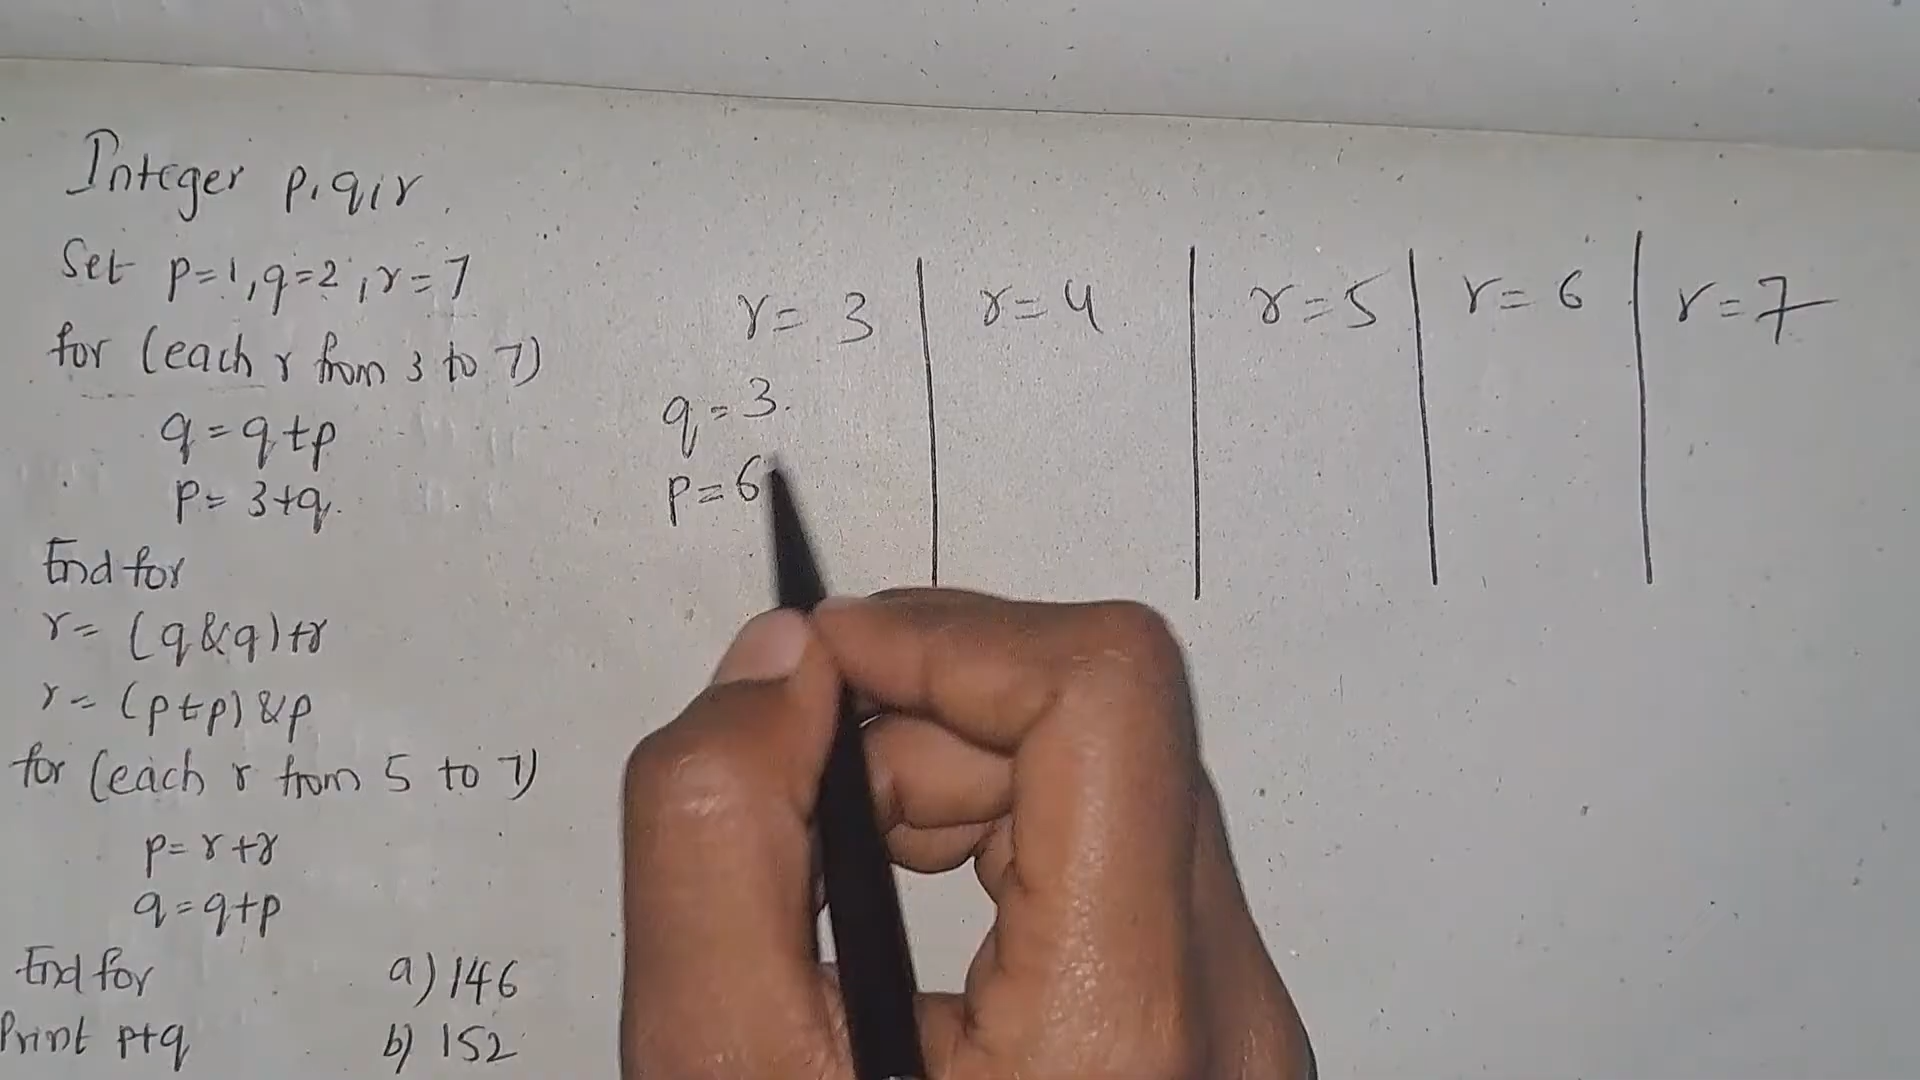 Integer p,q,r
Set p=1,q=2,r=7
for (each r from 3 to 7)
q=q+p
p=3+q.
End for
r=(q&q)+r
r=(p+p)&p
for (each r from 5 to 7)
p=r+r
q=q+p
End for
Print p+q
a) 146
b) 152
r=3
q=3.
p=6
r=4
r=5
r=6
r=7